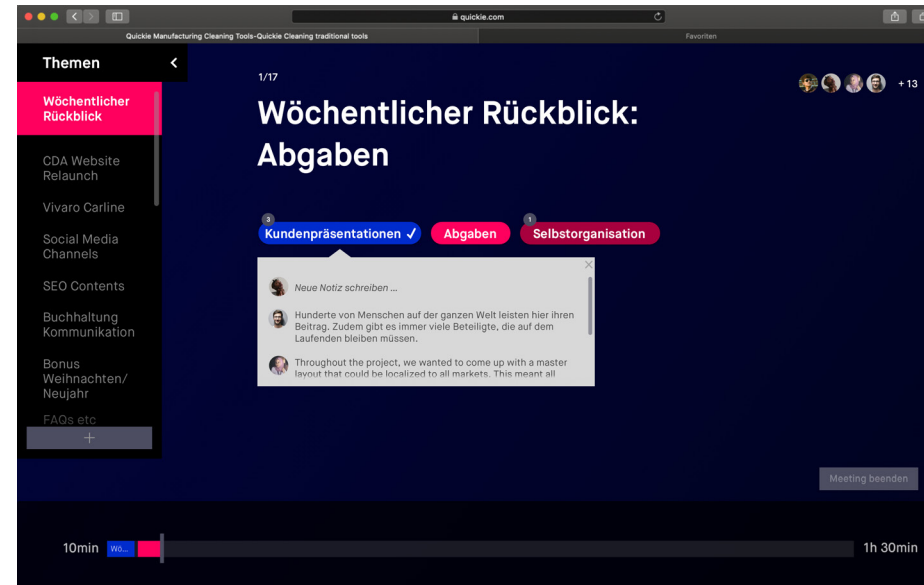 quickie.com
Quickie Manufacturing Cleaning Tools-Quickie Cleaning traditional tools
Favoriten
Themen
Wöchentlicher
Rückblick
CDA Website
Relaunch
Vivaro Carline
Social Media
Channels
SEO Contents
Buchhaltung
Kommunikation
Bonus
Weihnachten/
Neujahr
FAQs etc
+
1/17
+ 13
Wöchentlicher Rückblick:
Abgaben
3
1
Kundenpräsentationen ✓
Abgaben
Selbstorganisation
Neue Notiz schreiben ...
Hunderte von Menschen auf der ganzen Welt leisten hier ihren
Beitrag. Zudem gibt es immer viele Beteiligte, die auf dem
Laufenden bleiben müssen.
Throughout the project, we wanted to come up with a master
layout that could be localized to all markets. This meant all
Meeting beenden
10min
Wö...
1h 30min